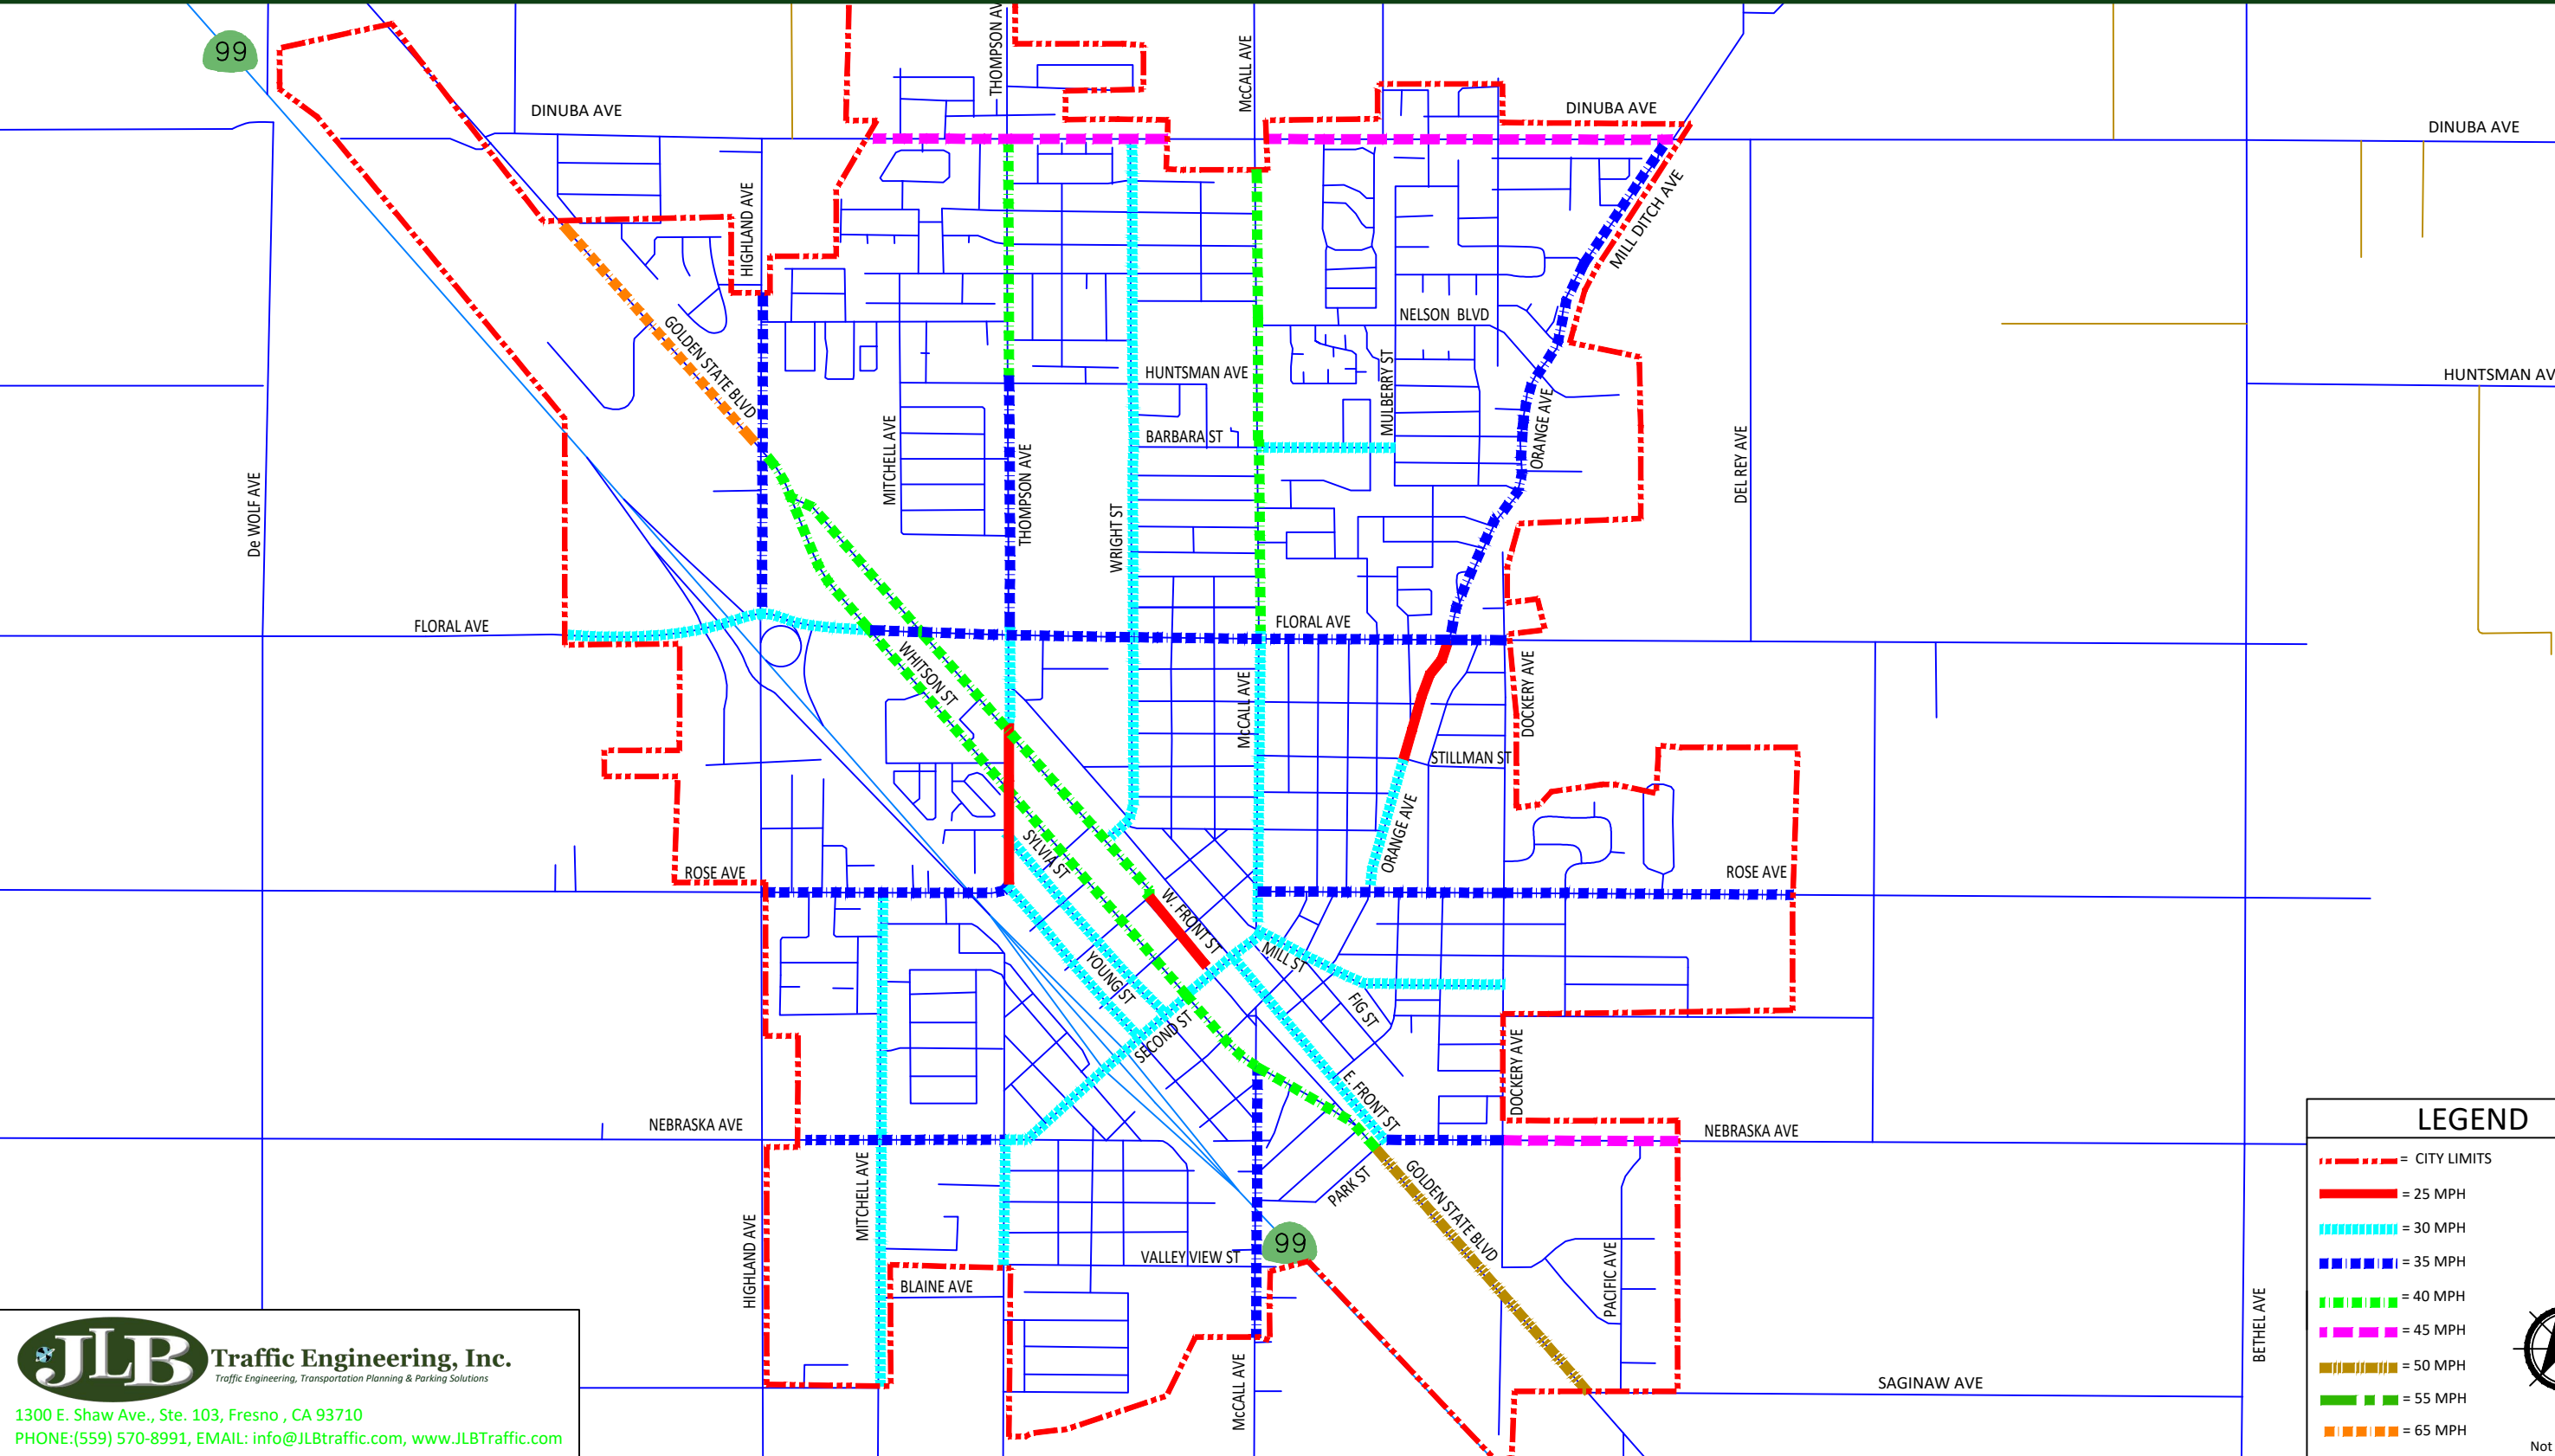 99
THOMPSON AV
McCALL AVE
DINUBA AVE
DINUBA AVE
DINUBA AVE
HIGHLAND AVE
MILL DITCH AVE
GOLDEN STATE BLVD
NELSON BLVD
HUNTSMAN AVE
HUNTSMAN AV
MULBERRY ST
BARBARA ST
ORANGE AVE
MITCHELL AVE
THOMPSON AVE
WRIGHT ST
De WOLF AVE
DEL REY AVE
FLORAL AVE
FLORAL AVE
WHITSON ST
McCALL AVE
DOCKERY AVE
STILLMAN ST
ORANGE AVE
SYLVIA ST
ROSE AVE
ROSE AVE
W. FRONT ST
MILL ST
YOUNG ST
FIG ST
SECOND ST
DOCKERY AVE
E. FRONT ST
NEBRASKA AVE
NEBRASKA AVE
MITCHELL AVE
PARK ST
GOLDEN STATE BLVD
HIGHLAND AVE
99
VALLEY VIEW ST
BLAINE AVE
PACIFIC AVE
BETHEL AVE
McCALL AVE
SAGINAW AVE
LEGEND
= CITY LIMITS
= 25 MPH
= 30 MPH
= 35 MPH
= 40 MPH
= 45 MPH
= 50 MPH
= 55 MPH
= 65 MPH
Not
JLB Traffic Engineering, Inc.
Traffic Engineering, Transportation Planning & Parking Solutions
1300 E. Shaw Ave., Ste. 103, Fresno , CA 93710
PHONE:(559) 570-8991, EMAIL: info@JLBtraffic.com, www.JLBTraffic.com